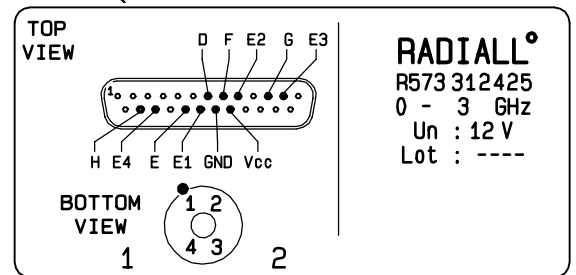 TOP
VIEW
D F E2 G E3
1
H E4 E E1 GND Vcc
BOTTOM
VIEW
1 2
4 3
1 2
RADIALL°
R573 312425
0 - 3 GHz
Un : 12 V
Lot : ----